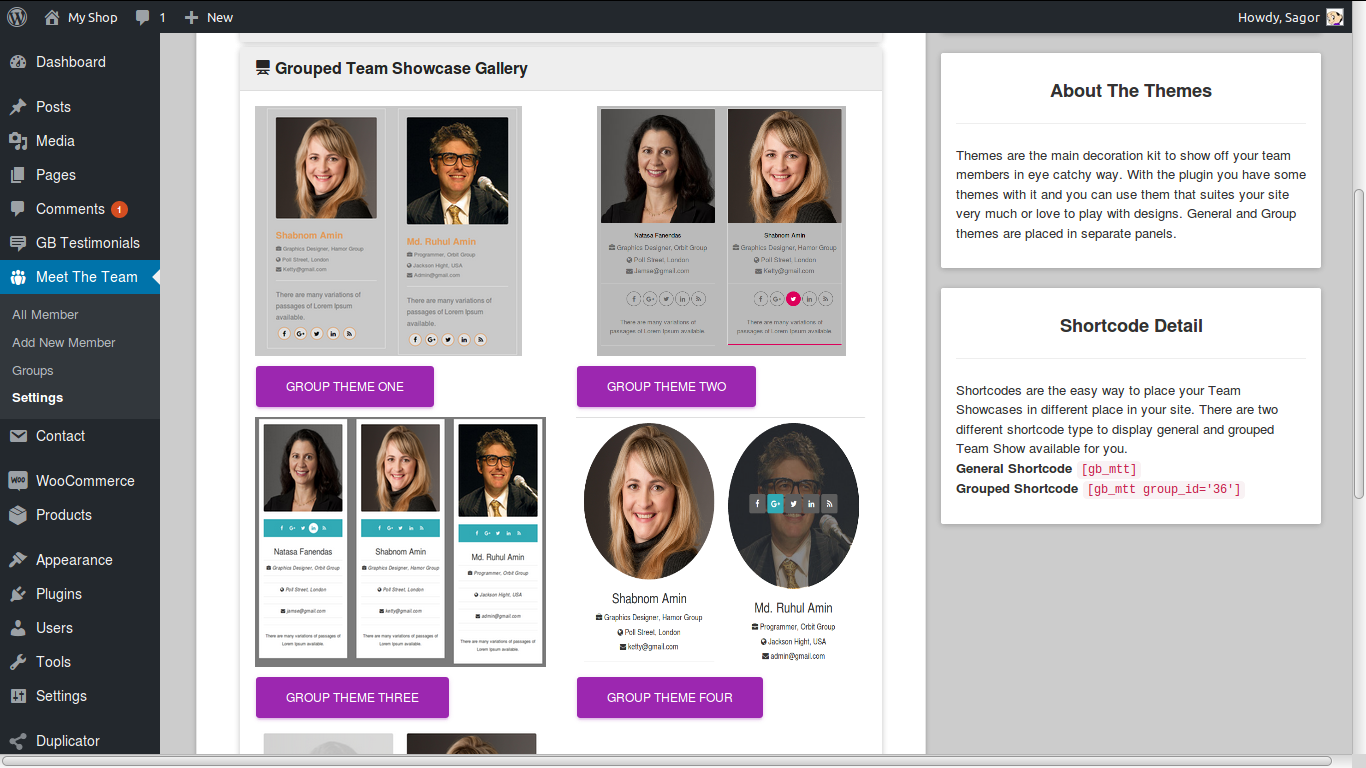 My Shop
1
New
Howdy, Sagor
Dashboard
Posts
Media
Pages
Comments 1
GB Testimonials
Meet The Team
All Member
Add New Member
Groups
Settings
Contact
WooCommerce
Products
Appearance
Plugins
Users
Tools
Settings
Duplicator
Grouped Team Showcase Gallery
Shabnom Amin
Graphics Designer, Hamor Group
Poll Street, London
Ketty@gmail.com
There are many variations of
passages of Lorem Ipsum
available.
Md. Ruhul Amin
Programmer, Orbit Group
Jackson Hight, USA
Admin@gmail.com
There are many variations of
passages of Lorem Ipsum
available.
GROUP THEME ONE
Natasa Fanendas
Graphics Designer, Orbit Group
Poll Street, London
Jamse@gmail.com
There are many variations of
passages of Lorem Ipsum available.
Shabnom Amin
Graphics Designer, Hamor Group
Poll Street, London
Ketty@gmail.com
There are many variations of
passages of Lorem Ipsum available.
GROUP THEME TWO
Natasa Fanendas
Graphics Designer, Orbit Group
Poll Street, London
jamse@gmail.com
There are many variations of passages of
Lorem Ipsum available.
Shabnom Amin
Graphics Designer, Hamor Group
Poll Street, London
ketty@gmail.com
There are many variations of passages of
Lorem Ipsum available.
Md. Ruhul Amin
Programmer, Orbit Group
Jackson Hight, USA
admin@gmail.com
There are many variations of passages of
Lorem Ipsum available.
GROUP THEME THREE
Shabnom Amin
Graphics Designer, Hamor Group
Poll Street. London
ketty@gmail.com
Md. Ruhul Amin
Programmer, Orbit Group
Jackson Hight, USA
admin@gmail.com
GROUP THEME FOUR
About The Themes
Themes are the main decoration kit to show off your team
members in eye catchy way. With the plugin you have some
themes with it and you can use them that suites your site
very much or love to play with designs. General and Group
themes are placed in separate panels.
Shortcode Detail
Shortcodes are the easy way to place your Team
Showcases in different place in your site. There are two
different shortcode type to display general and grouped
Team Show available for you.
General Shortcode [gb_mtt]
Grouped Shortcode [gb_mtt group_id='36']